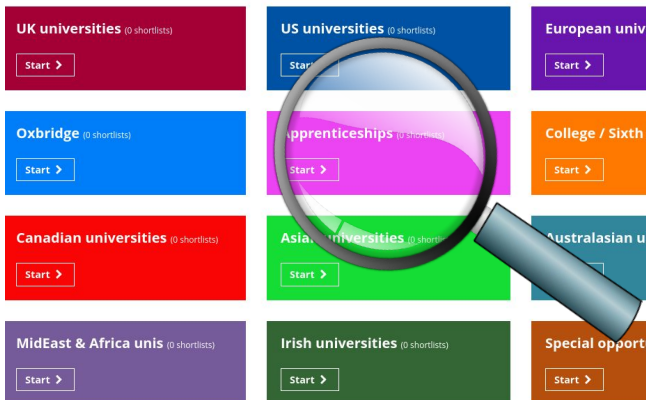 UK universities (0 shortlists)
Start
US universities (0 shortlists)
Start
European univ
Start
Oxbridge (0 shortlists)
Start
Apprenticeships (0 shortlists)
Start
College / Sixth
Start
Canadian universities (0 shortlists)
Start
Asian universities (0 shortli
Start
Australasian u
MidEast & Africa unis (0 shortlists)
Start
Irish universities (0 shortlists)
Start
Special opport
Start